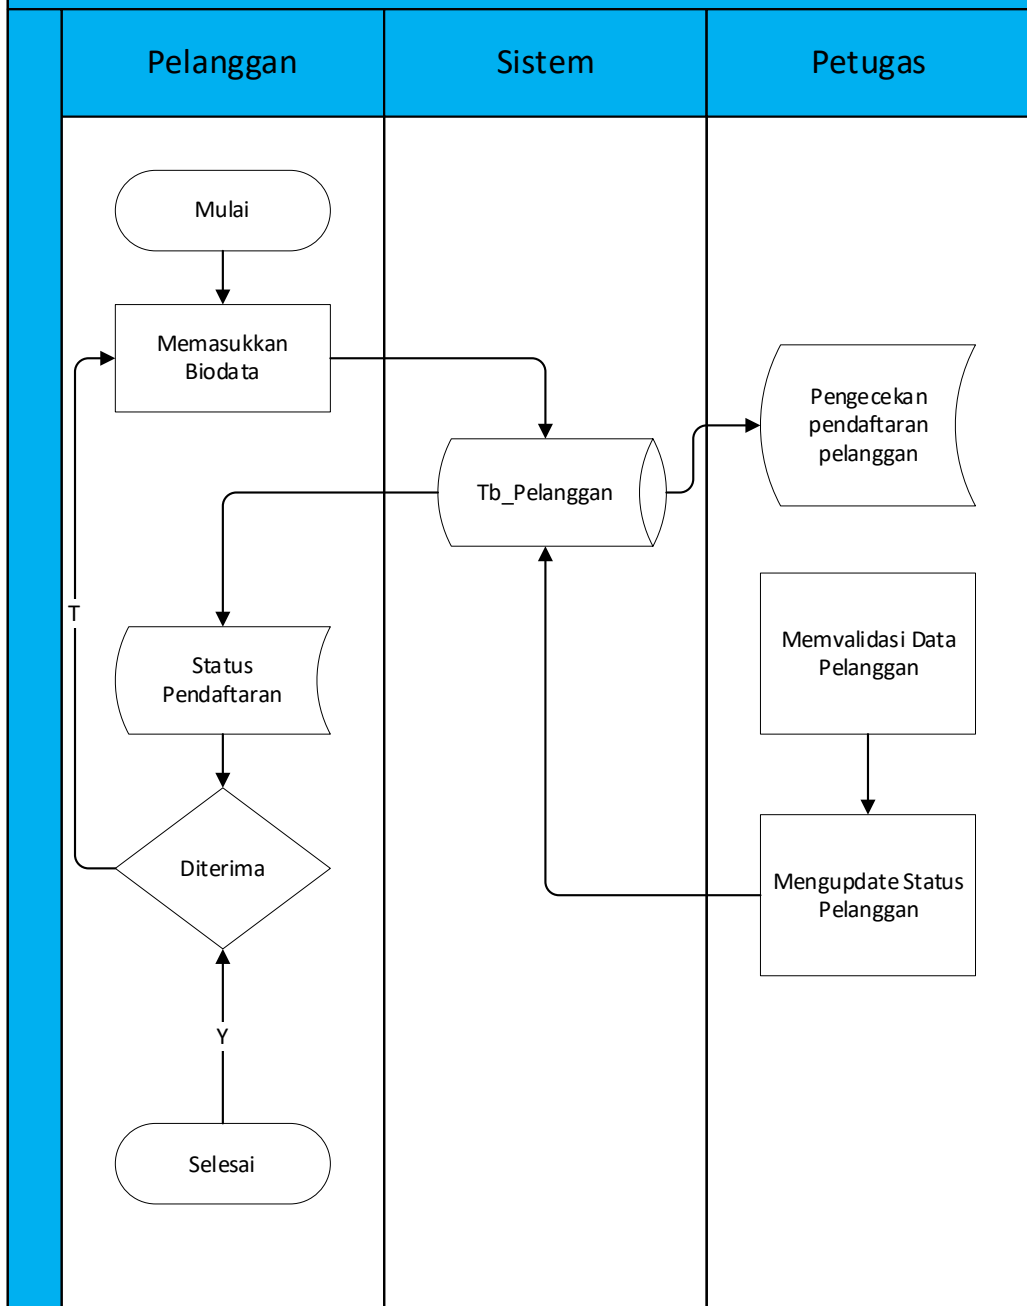 Pelanggan
Sistem
Petugas
Mulai
Memasukkan
Biodata
Pengecekan
pendaftaran
pelanggan
Tb_Pelanggan
T
Status
Pendaftaran
Memvalidasi Data
Pelanggan
Diterima
Mengupdate Status
Pelanggan
Y
Selesai